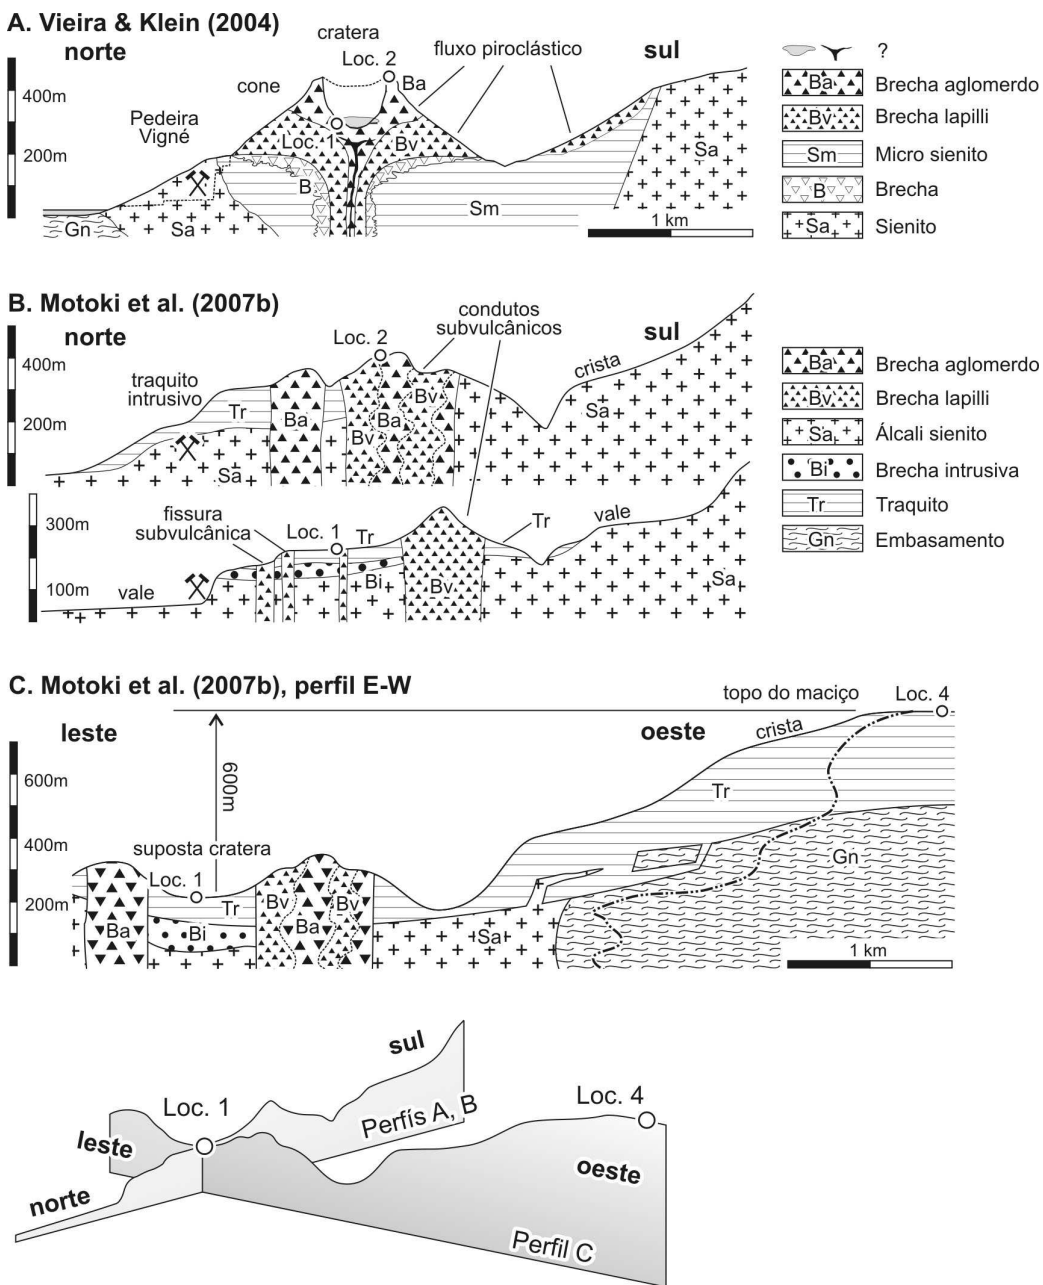 A. Vieira & Klein (2004)
norte
cratera
Loc. 2
fluxo piroclástico
sul
?
cone
Ba
400m
Pedeira
Vigné
Loc. 1
Bv
200m
B
Sm
Sa
Gn
Sa
1 km
Ba Brecha aglomerdo
Bv Brecha lapilli
Sm Micro sienito
B Brecha
Sa Sienito
B. Motoki et al. (2007b)
norte
condutos
subvulcânicos
sul
Loc. 2
400m
traquito
intrusivo
crista
Tr
Ba
Bv
Ba
Bv
Sa
200m
Sa
300m
fissura
subvulcânica
Loc. 1
Tr
Tr
vale
100m
vale
Bi
Bv
Sa
Ba Brecha aglomerdo
Bv Brecha lapilli
Sa Álcali sienito
Bi Brecha intrusiva
Tr Traquito
Gn Embasamento
C. Motoki et al. (2007b), perfil E-W
topo do maciço
Loc. 4
leste
oeste
crista
600m
600m
Tr
400m
suposta cratera
Gn
Loc. 1
200m
Ba
Tr
Bi
Bv
Ba
Bv
Sa
1 km
sul
Loc. 1
Loc. 4
Perfís A, B
leste
oeste
norte
Perfil C